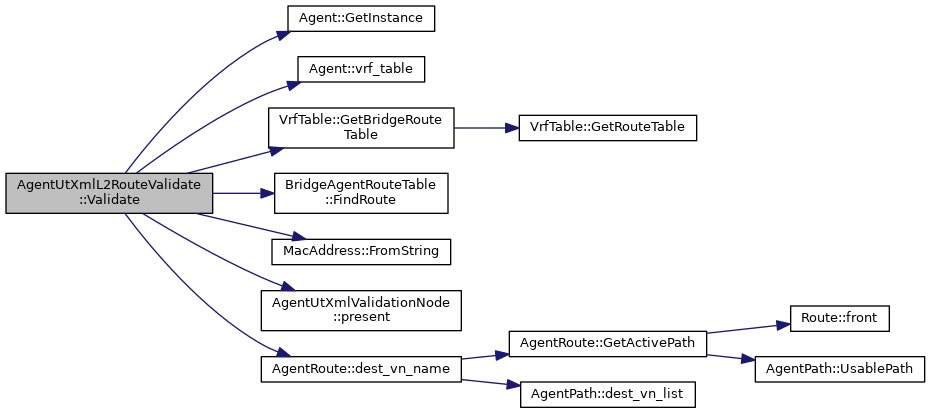 Agent::GetInstance
Agent::vrf_table
VrfTable::GetBridgeRoute
Table
VrfTable::GetRouteTable
AgentUtXmlL2RouteValidate
::Validate
BridgeAgentRouteTable
::FindRoute
MacAddress::FromString
AgentUtXmlValidationNode
::present
Route::front
AgentRoute::GetActivePath
AgentRoute::dest_vn_name
AgentPath::UsablePath
AgentPath::dest_vn_list